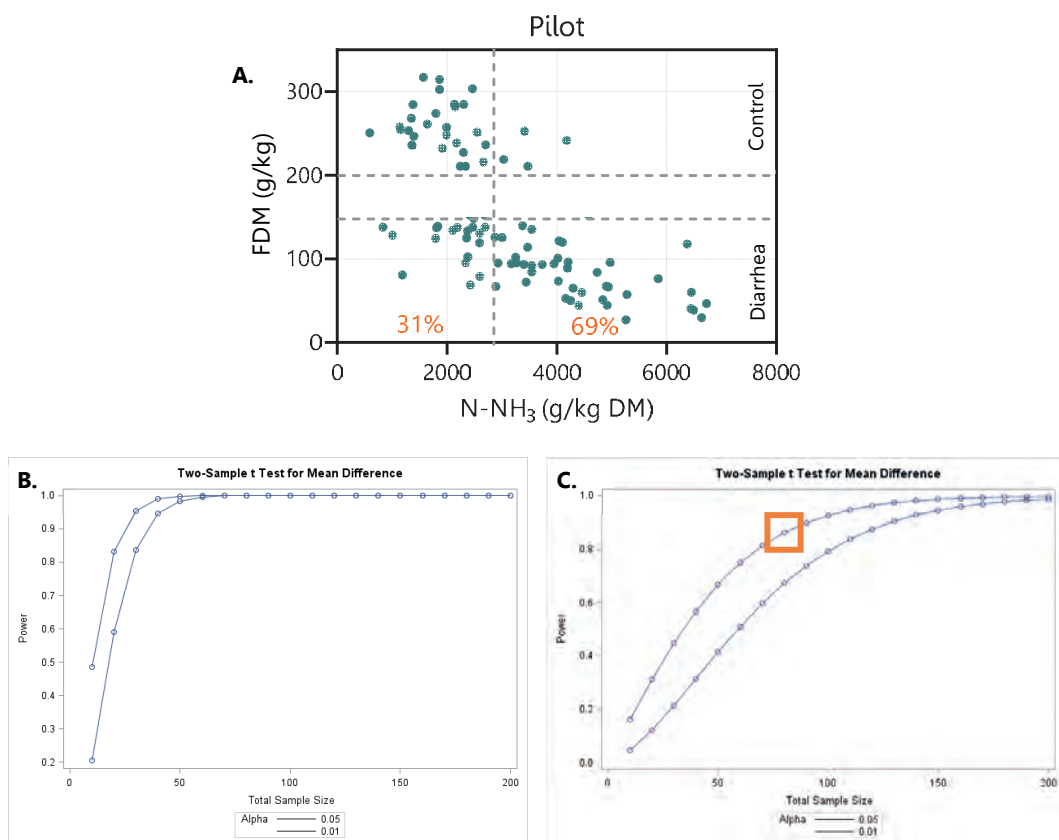 Pilot
A.
300
200
100
0
FDM (g/kg)
Control
Diarrhea
31%
69%
0 2000 4000 6000 8000
N-NH₃ (g/kg DM)
B.
Two-Sample t Test for Mean Difference
1.0
0.9
0.8
0.7
0.6
0.5
0.4
0.3
0.2
Power
0 50 100 150 200
Total Sample Size
Alpha 0.05
0.01
C.
Two-Sample t Test for Mean Difference
1.0
0.8
0.6
0.4
0.2
0.0
Power
0 50 100 150 200
Total Sample Size
Alpha 0.05
0.01